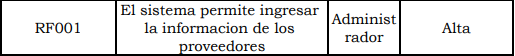 RF001
El sistema permite ingresar
la informacion de los
proveedores
Administ
rador
Alta